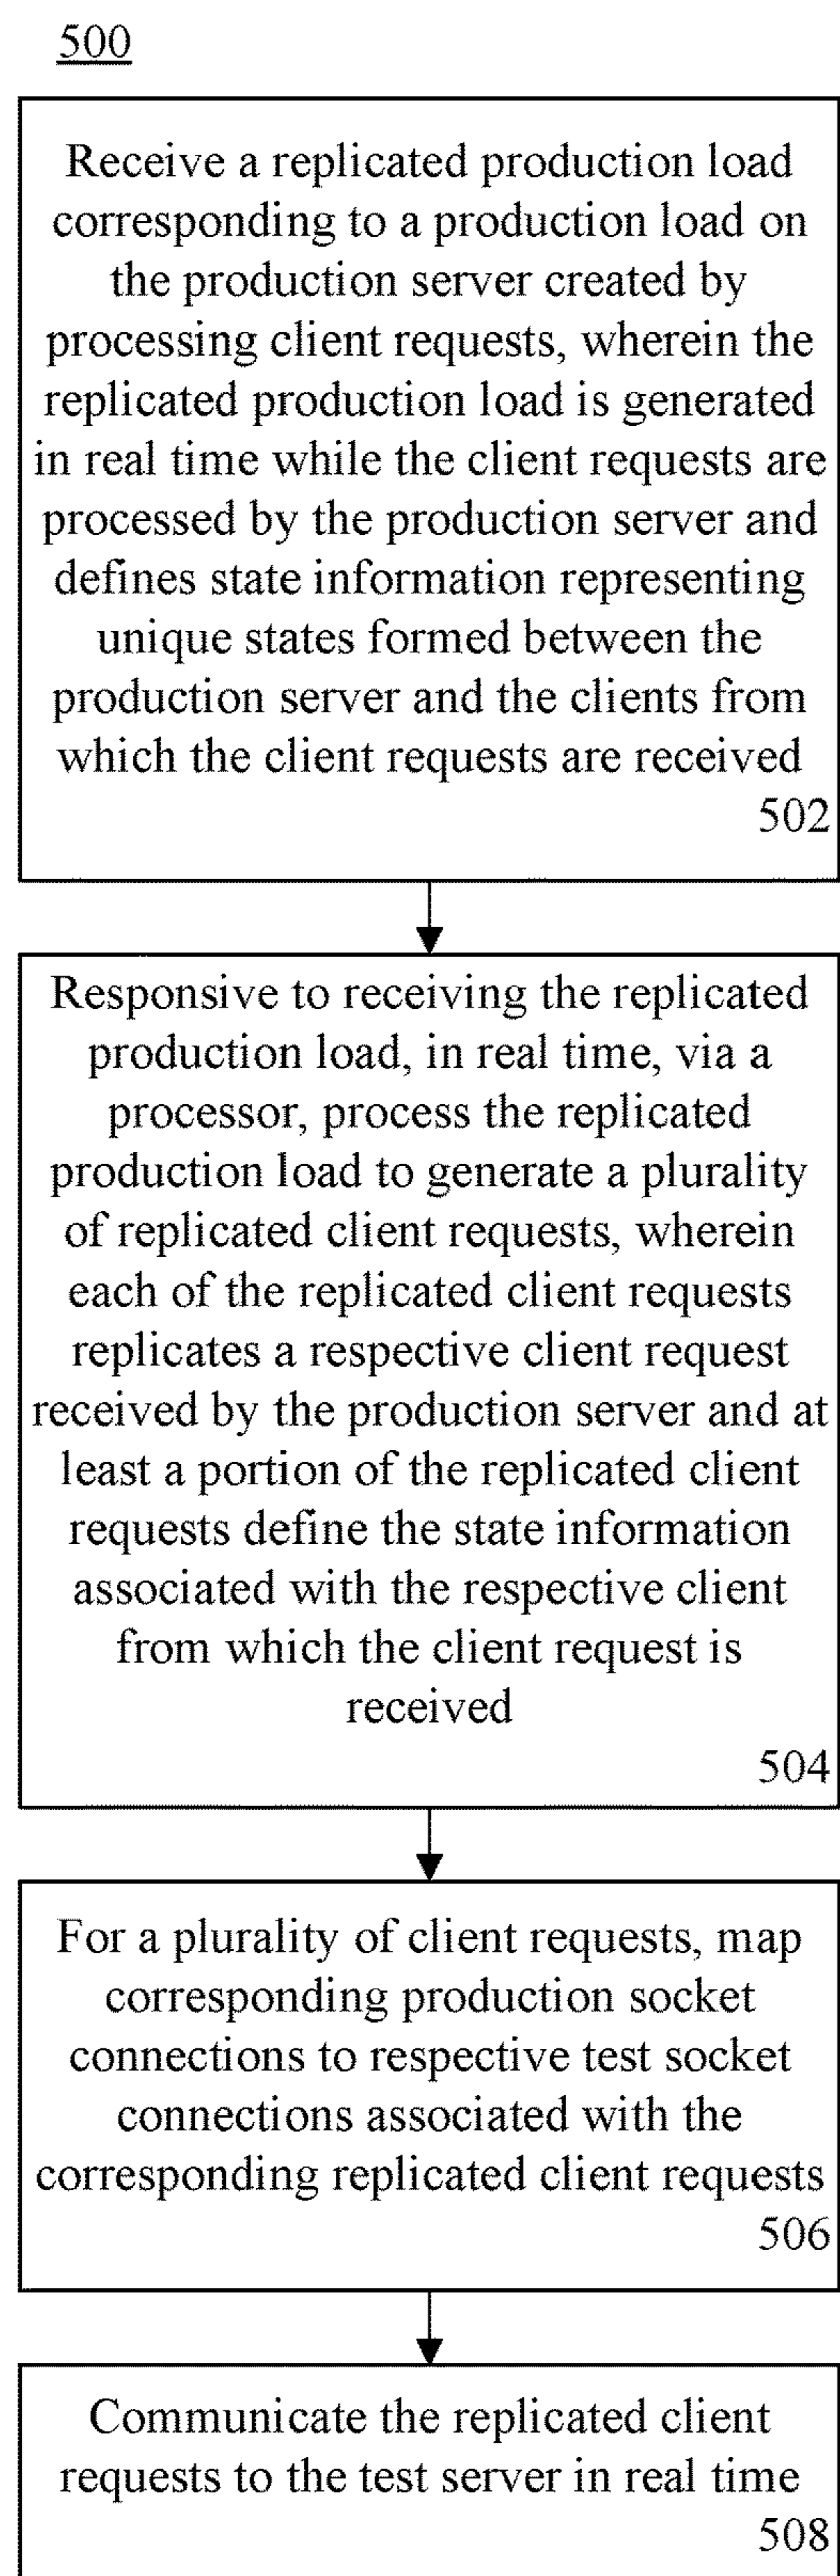 500
Receive a replicated production load
corresponding to a production load on
the production server created by
processing client requests, wherein the
replicated production load is generated
in real time while the client requests are
processed by the production server and
defines state information representing
unique states formed between the
production server and the clients from
which the client requests are received
502
Responsive to receiving the replicated
production load, in real time, via a
processor, process the replicated
production load to generate a plurality
of replicated client requests, wherein
each of the replicated client requests
replicates a respective client request
received by the production server and at
least a portion of the replicated client
requests define the state information
associated with the respective client
from which the client request is
received
504
For a plurality of client requests, map
corresponding production socket
connections to respective test socket
connections associated with the
corresponding replicated client requests
506
Communicate the replicated client
requests to the test server in real time
508